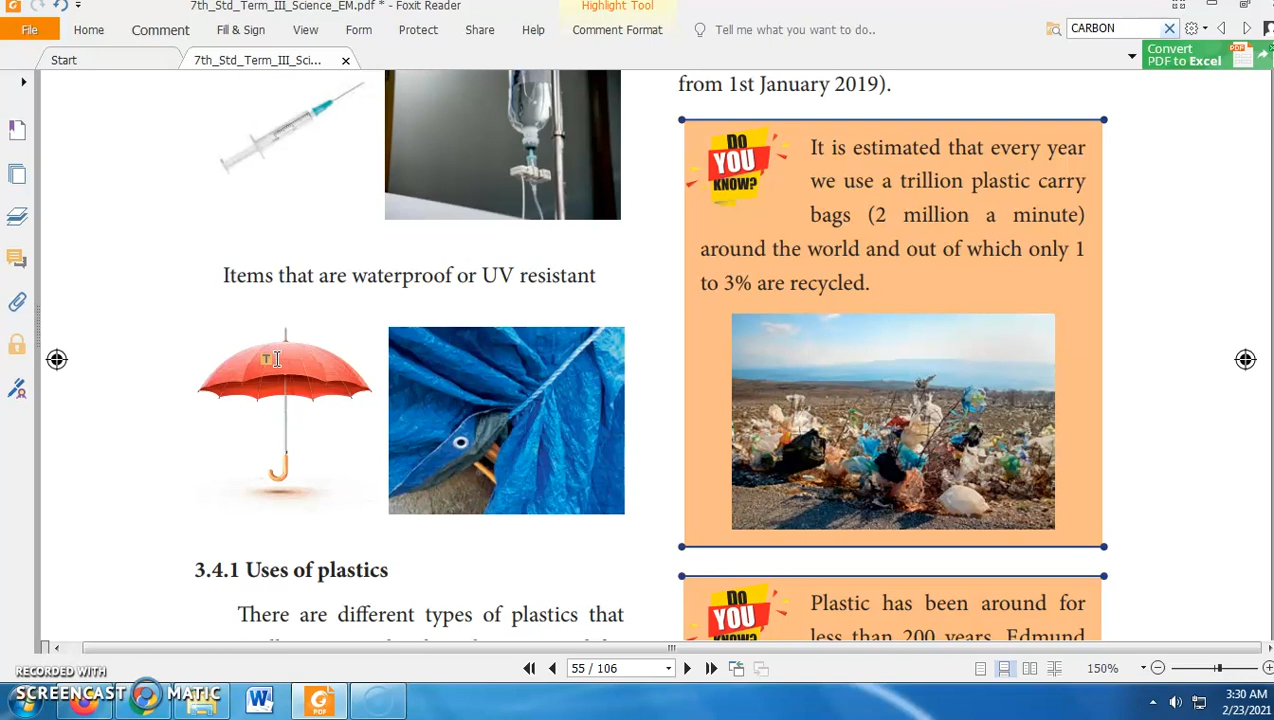 7th_Std_Term_III_Science_EM.pdf * - Foxit Reader
Highlight Tool
File Home Comment Fill & Sign View Form Protect Share Help Comment Format Tell me what you want to do.. CARBON
Start 7th_Std_Term_III_Sci...
Convert
PDF to Excel
from 1st January 2019).
Items that are waterproof or UV resistant
T
3.4.1 Uses of plastics
There are different types of plastics that
DO
YOU
KNOW?
It is estimated that every year
we use a trillion plastic carry
bags (2 million a minute)
around the world and out of which only 1
to 3% are recycled.
DO
YOU
KNOW?
Plastic has been around for
less than 200 years. Edmund
55 / 106
150%
RECORDED WITH
SCREENCAST MATIC
3:30 AM
2/23/2021